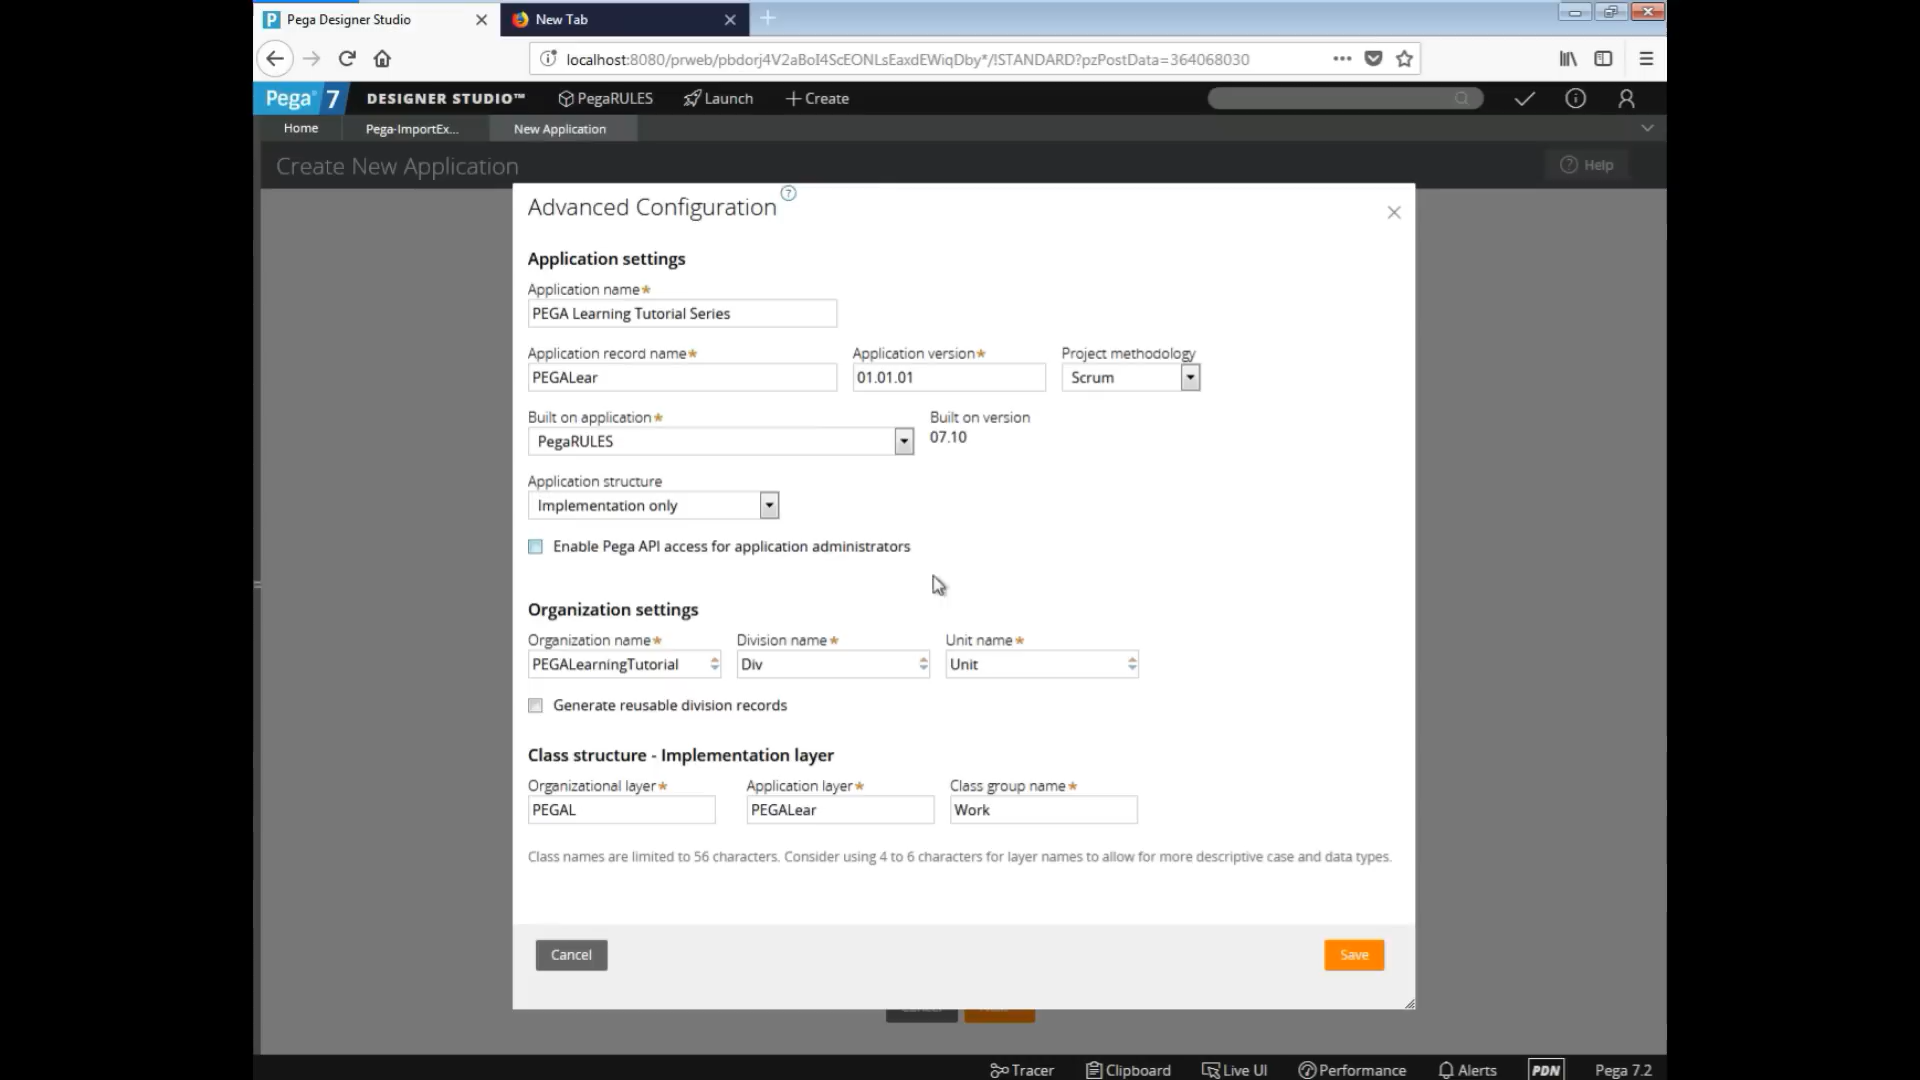 Pega Designer Studio
New Tab
localhost:8080/prweb/pbdorj4V2aBoI4ScEONLsEaxdEWiqDby*/!STANDARD?pzPostData=364068030
Pega 7 DESIGNER STUDIO™ PegaRULES Launch Create
Home Pega-ImportEx... New Application
Create New Application Help
Advanced Configuration ?
Application settings
Application name★
PEGA Learning Tutorial Series
Application record name★ Application version★ Project methodology
PEGALear 01.01.01 Scrum
Built on application★ Built on version
PegaRULES 07.10
Application structure
Implementation only
Enable Pega API access for application administrators
Organization settings
Organization name★ Division name★ Unit name★
PEGALearningTutorial Div Unit
Generate reusable division records
Class structure - Implementation layer
Organizational layer★ Application layer★ Class group name★
PEGAL PEGALear Work
Class names are limited to 56 characters. Consider using 4 to 6 characters for layer names to allow for more descriptive case and data types.
Cancel Save
Tracer Clipboard Live UI Performance Alerts PDN Pega 7.2